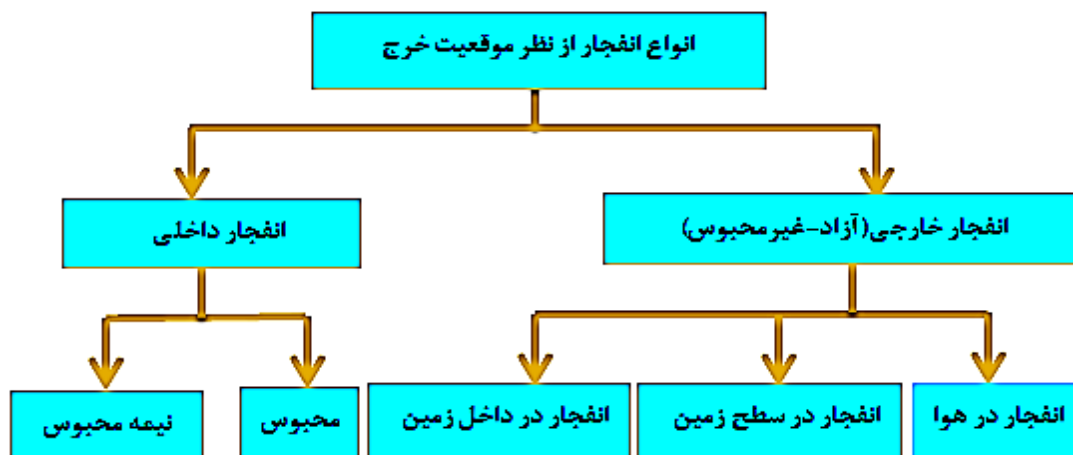 انواع انفجار از نظر موقعیت خرج
انفجار خارجی(آزاد-غیرمحبوس)
انفجار داخلی
انفجار در هوا
انفجار در سطح زمین
انفجار در داخل زمین
محبوس
نیمه محبوس